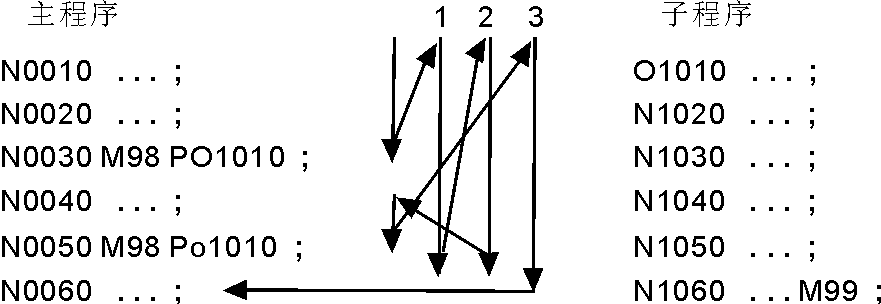 主程序 1 2 3 子程序
N0010 ...; O1010 ...;
N0020 ...; N1020 ...;
N0030 M98 PO1010; N1030 ...;
N0040 ...; N1040 ...;
N0050 M98 Po1010; N1050 ...;
N0060 ...; N1060 ...M99;